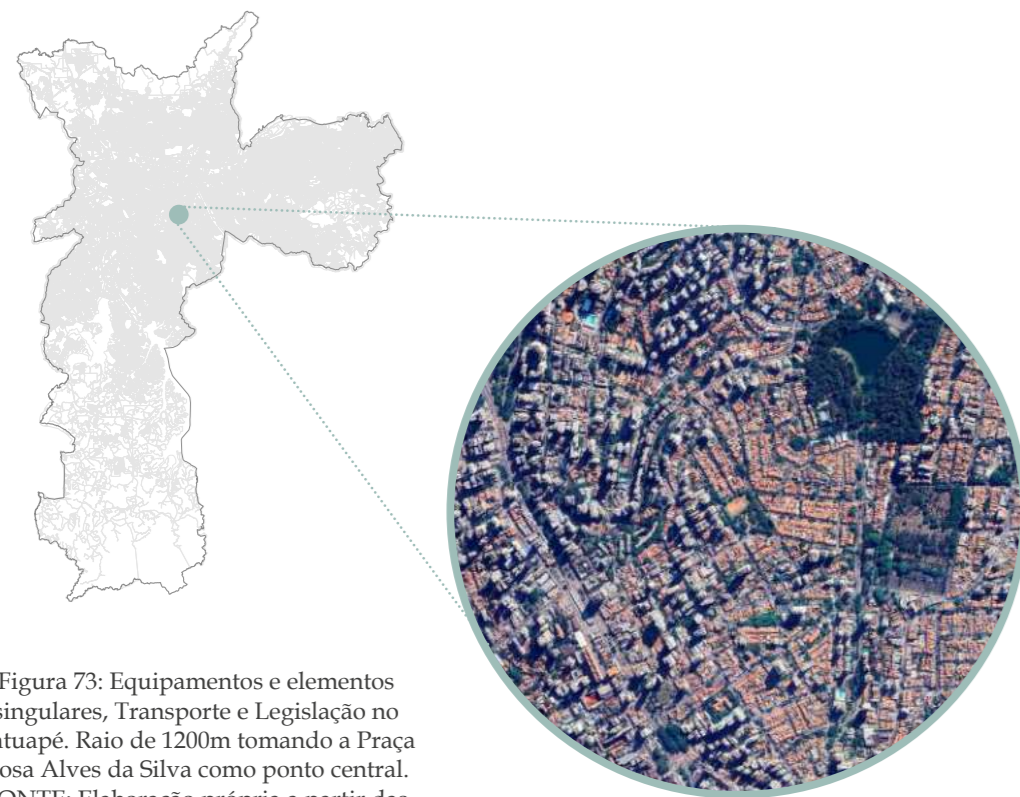 Figura 73: Equipamentos e elementos
singulares, Transporte e Legislação no
atuapé. Raio de 1200m tomando a Praça
osa Alves da Silva como ponto central.
ONTE: Elaboração própria a partir dos